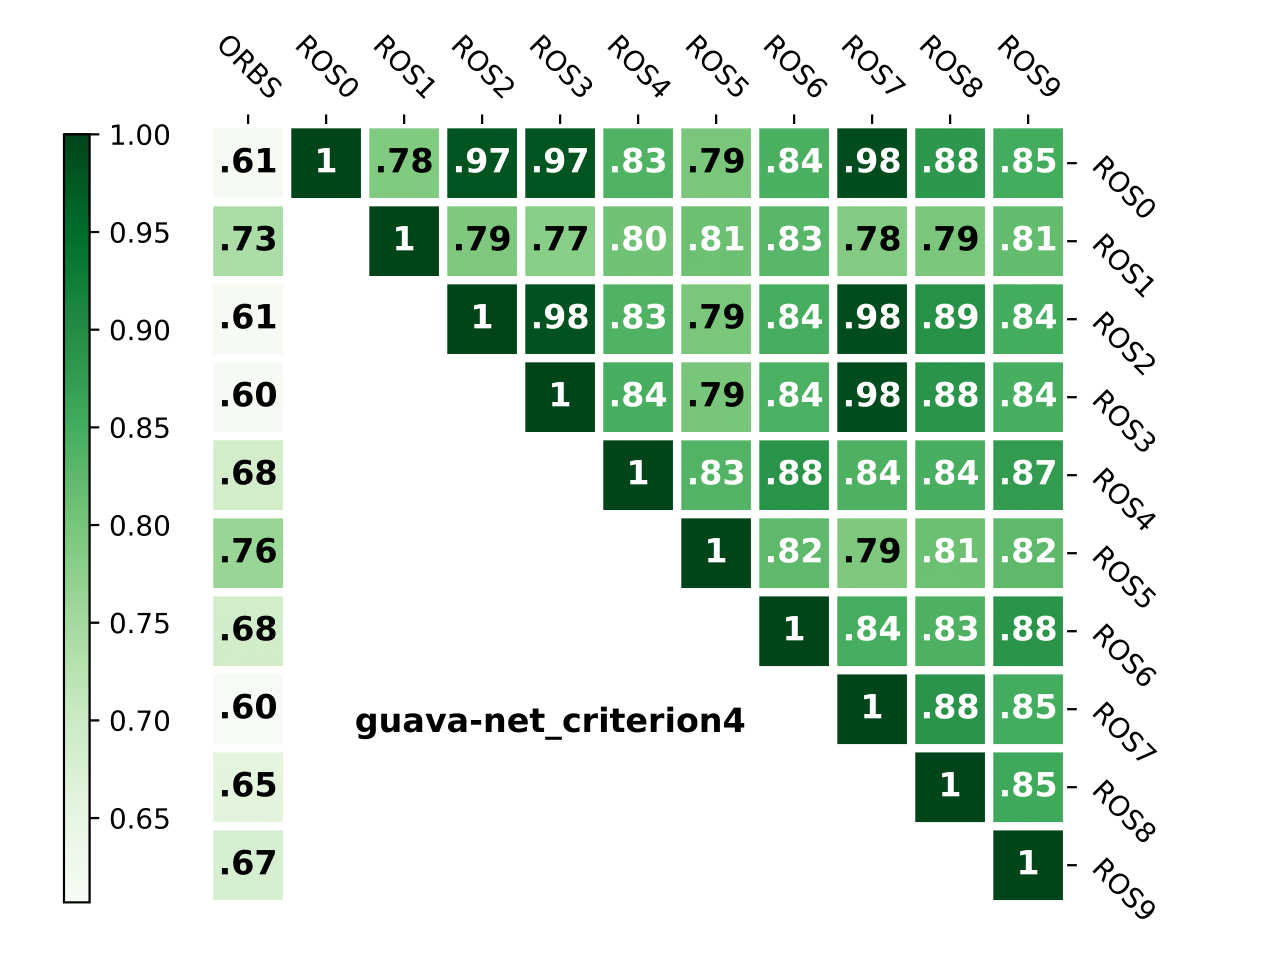 ORBS ROS0 ROS1 ROS2 ROS3 ROS4 ROS5 ROS6 ROS7 ROS8 ROS9
1.00
0.95
0.90
0.85
0.80
0.75
0.70
0.65
.61 1 .78 .97 .97 .83 .79 .84 .98 .88 .85 ROS0
.73 1 .79 .77 .80 .81 .83 .78 .79 .81 ROS1
.61 1 .98 .83 .79 .84 .98 .89 .84 ROS2
.60 1 .84 .79 .84 .98 .88 .84 ROS3
.68 1 .83 .88 .84 .84 .87 ROS4
.76 1 .82 .79 .81 .82 ROS5
.68 1 .84 .83 .88 ROS6
.60 1 .88 .85 ROS7
guava-net_criterion4
.65 1 .85 ROS8
.67 1 ROS9